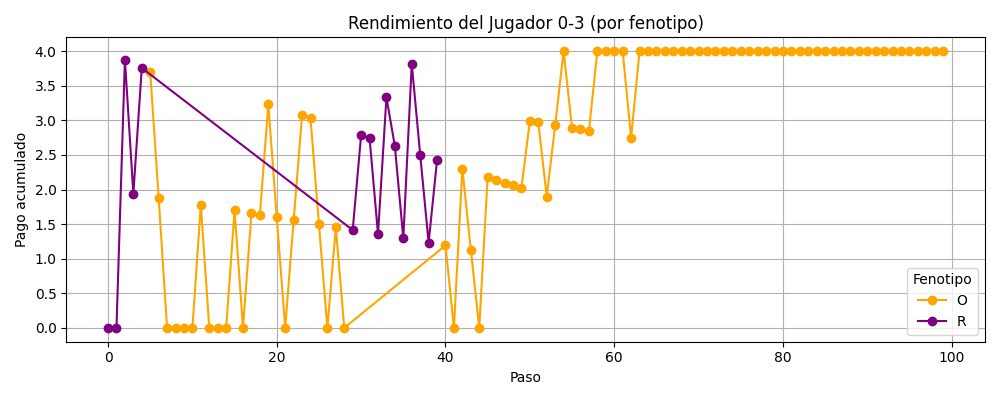 Rendimiento del Jugador 0-3 (por fenotipo)
Pago acumulado
4.0
3.5
3.0
2.5
2.0
1.5
1.0
0.5
0.0
0 20 40 60 80 100
Paso
Fenotipo
O
R